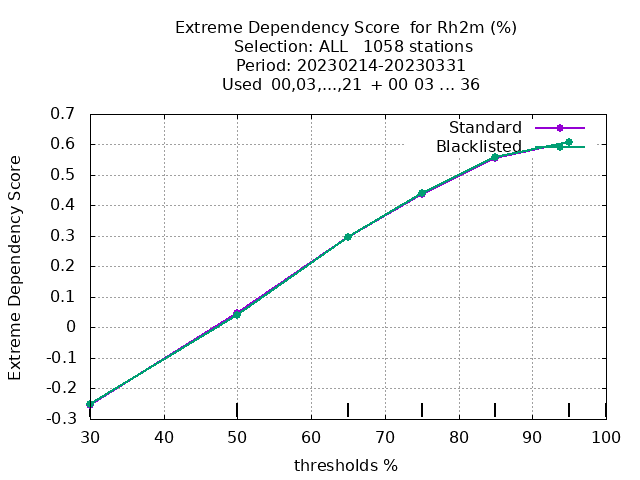 Extreme Dependency Score  for Rh2m (%)
Selection: ALL   1058 stations
Period: 20230214-20230331
Used  00,03,...,21  + 00 03 ... 36
Standard
Blacklisted
Extreme Dependency Score
0.7
0.6
0.5
0.4
0.3
0.2
0.1
0
-0.1
-0.2
-0.3
30 40 50 60 70 80 90 100
thresholds %